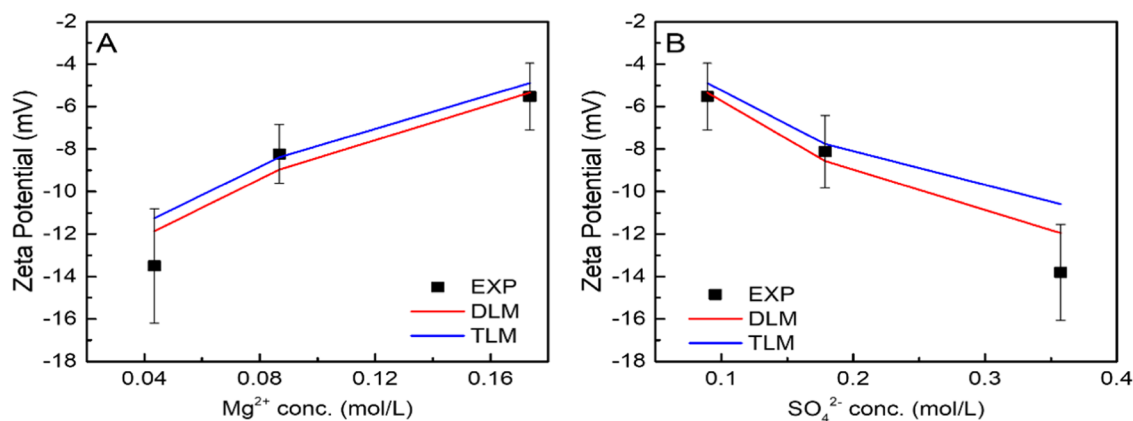 A
Zeta Potential (mV)
-2
-4
-6
-8
-10
-12
-14
-16
-18
EXP
DLM
TLM
0.04 0.08 0.12 0.16
Mg²⁺ conc. (mol/L)
B
Zeta Potential (mV)
-2
-4
-6
-8
-10
-12
-14
-16
-18
EXP
DLM
TLM
0.1 0.2 0.3 0.4
SO₄²⁻ conc. (mol/L)